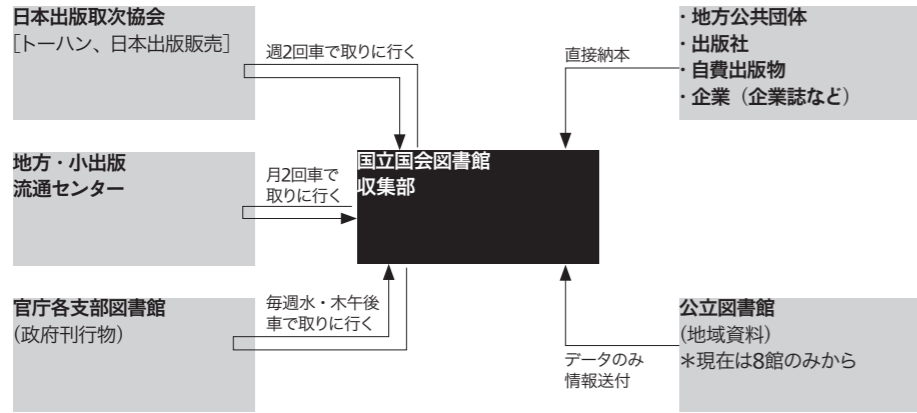 日本出版取次協会
［トーハン、日本出版販売］
週2回車で取りに行く
直接納本
・地方公共団体
・出版社
・自費出版物
・企業（企業誌など）
地方・小出版
流通センター
月2回車で
取りに行く
国立国会図書館
収集部
官庁各支部図書館
(政府刊行物)
毎週水・木午後
車で取りに行く
データのみ
情報送付
公立図書館
(地域資料)
＊現在は8館のみから